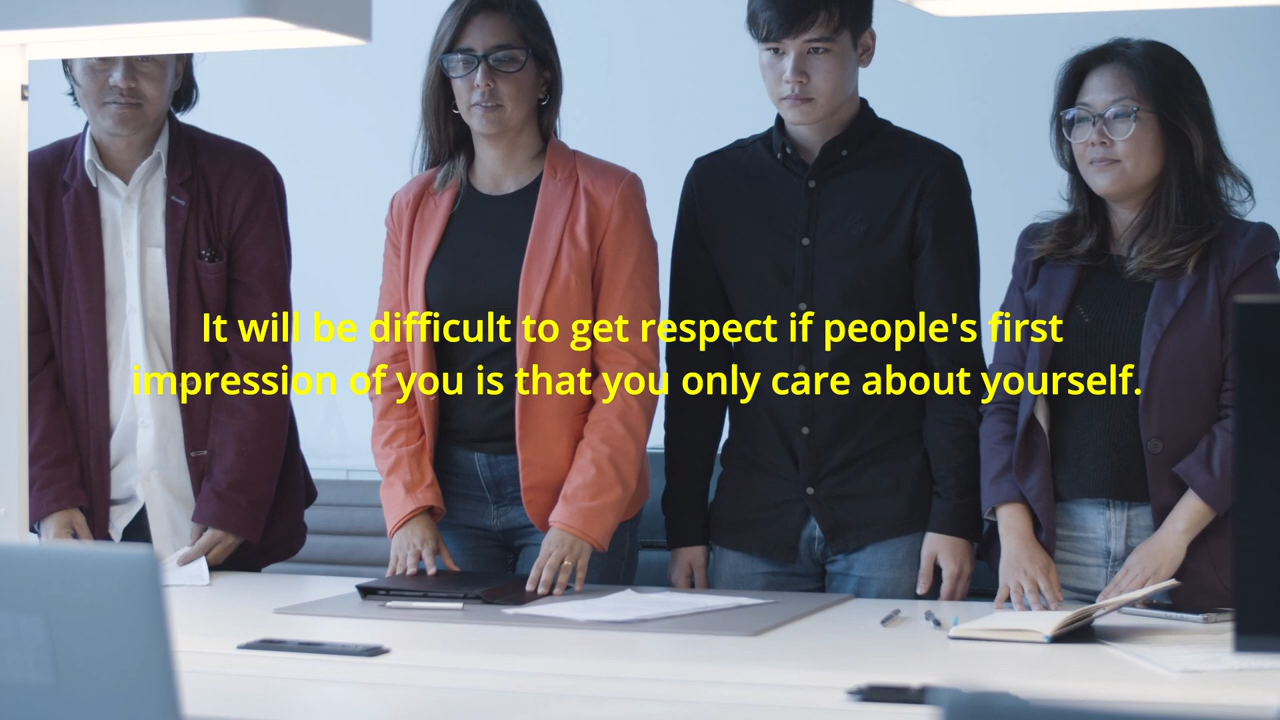 It will be difficult to get respect if people's first
impression of you is that you only care about yourself.